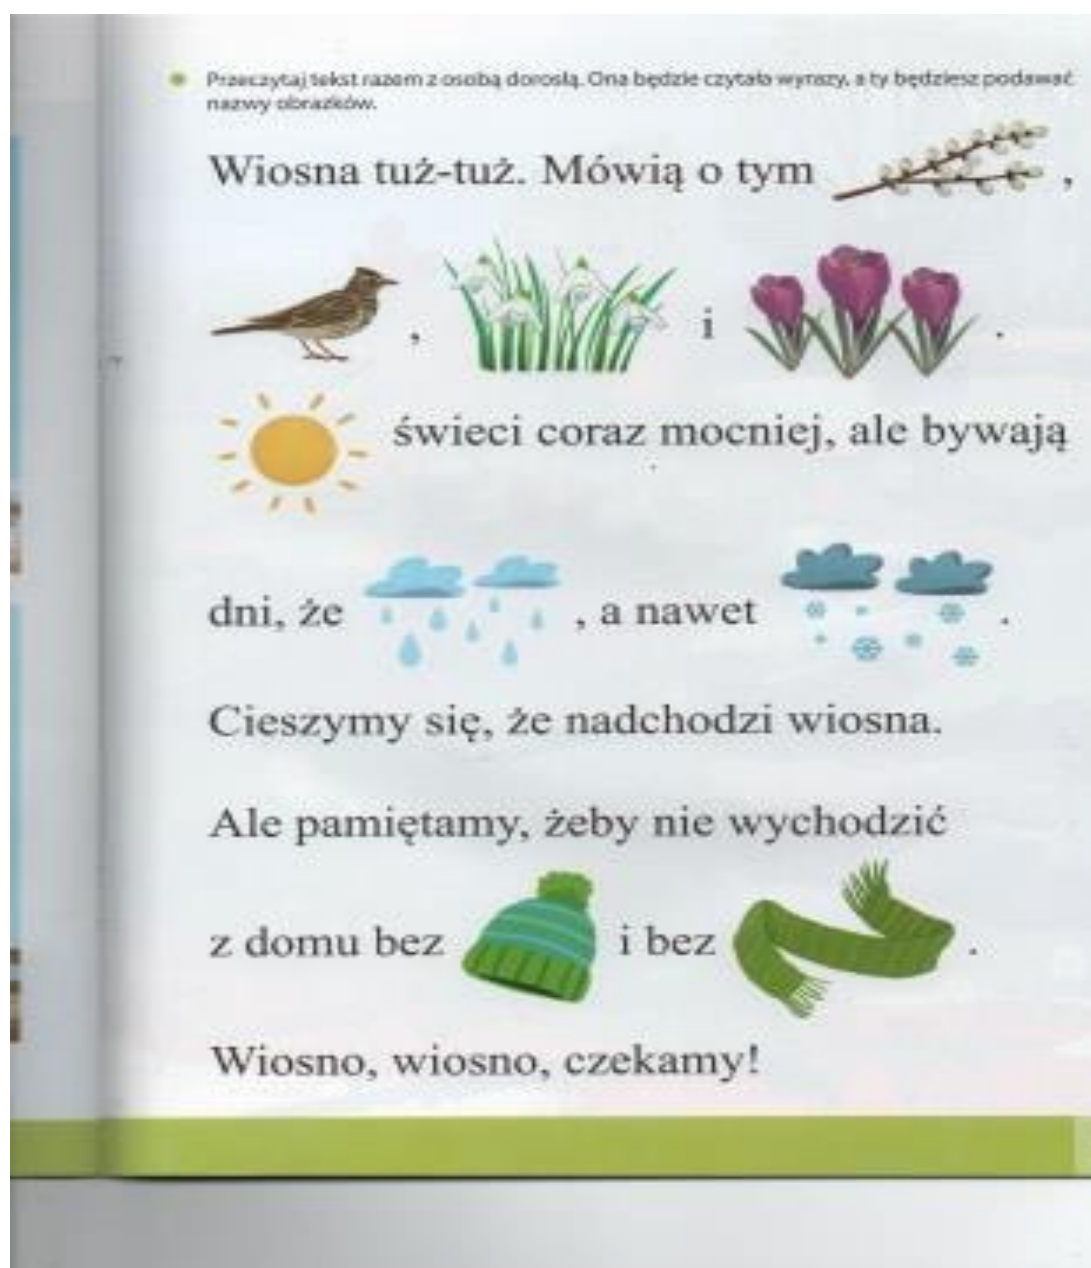 Przeczytaj tekst razem z osobą dorosłą. Ona będzie czytała wyrazy, a ty będziesz podawać
nazwy obrazków.
Wiosna tuż-tuż. Mówią o tym ,
, i .
świeci coraz mocniej, ale bywają
dni, że , a nawet .
Cieszymy się, że nadchodzi wiosna.
Ale pamiętamy, żeby nie wychodzić
z domu bez i bez .
Wiosno, wiosno, czekamy!